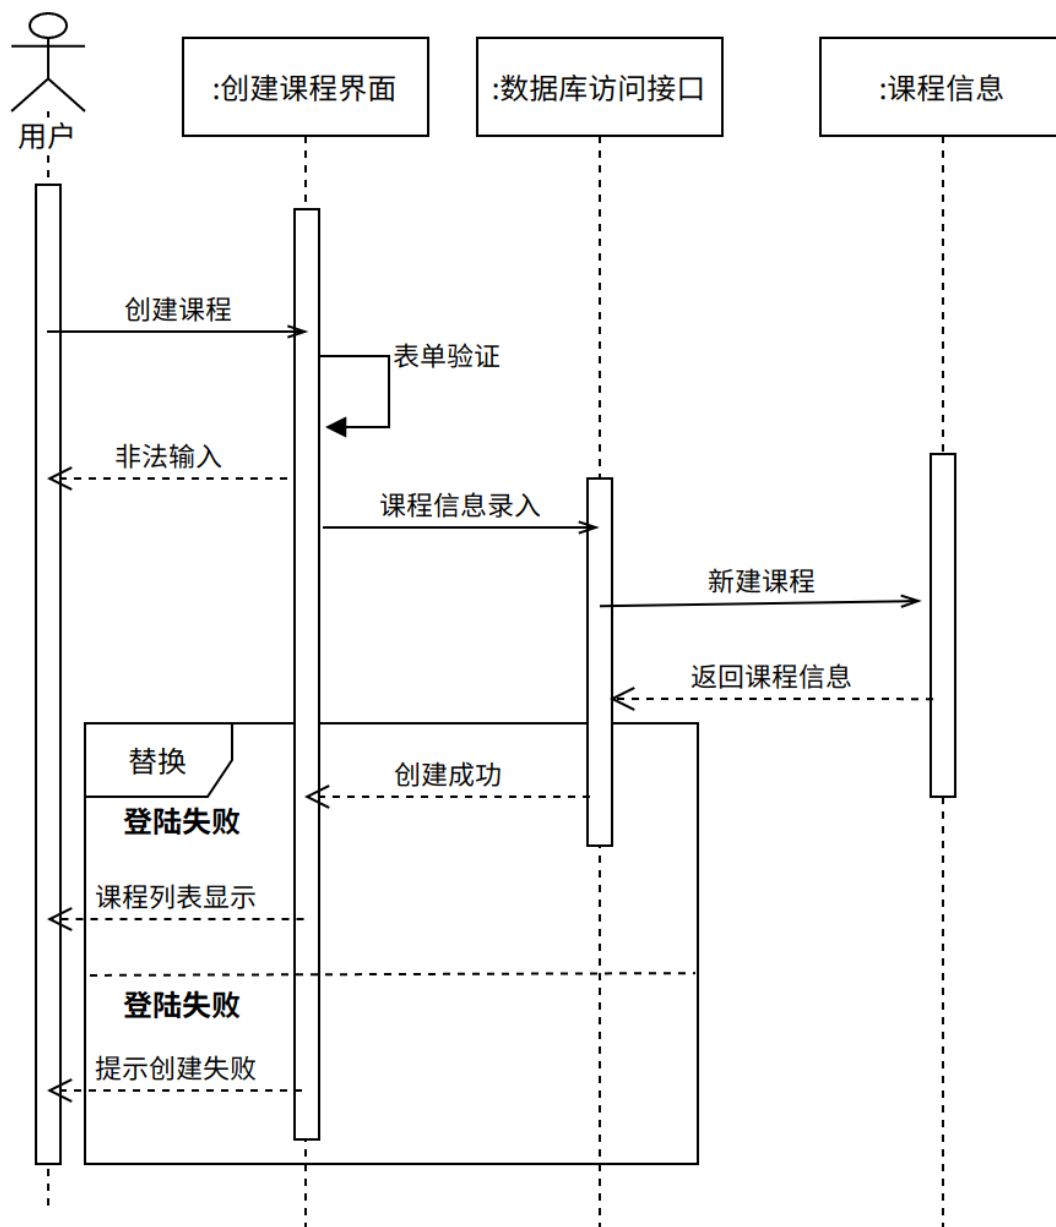 :创建课程界面
:数据库访问接口
:课程信息
用户
创建课程
表单验证
非法输入
课程信息录入
新建课程
返回课程信息
替换
创建成功
登陆失败
课程列表显示
登陆失败
提示创建失败